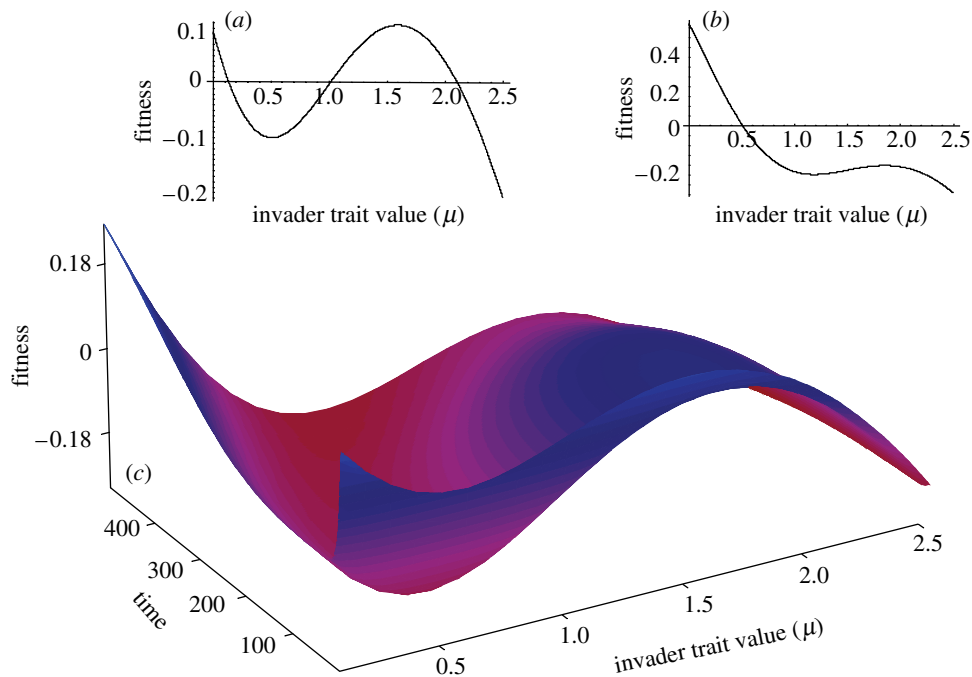 (a)
0.1
0
−0.1
−0.2
fitness
0.5 1.0 1.5 2.0 2.5
invader trait value (μ)
(b)
0.4
0.2
0
−0.2
fitness
0.5 1.0 1.5 2.0 2.5
invader trait value (μ)
0.18
0
−0.18
fitness
(c)
400
300
200
100
time
0.5 1.0 1.5 2.0 2.5
invader trait value (μ)